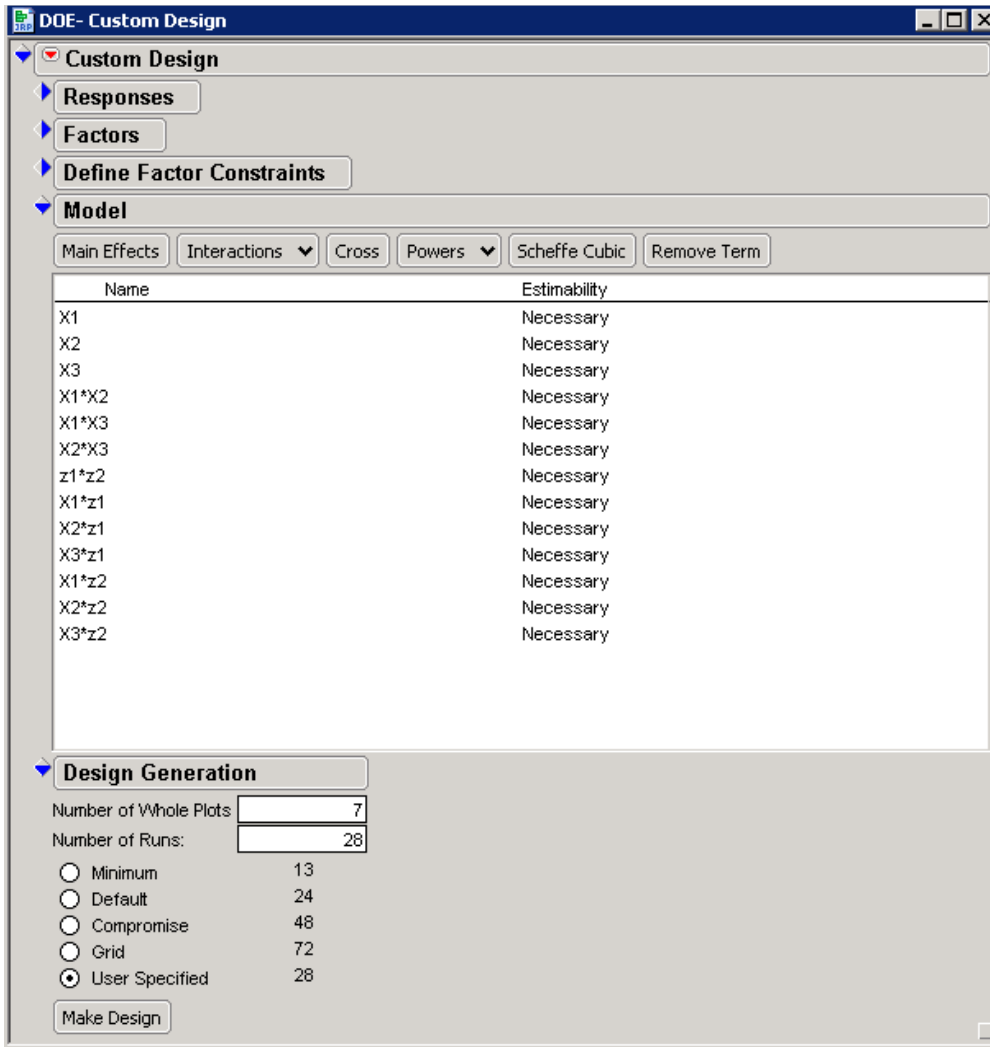 DOE- Custom Design
Custom Design
Responses
Factors
Define Factor Constraints
Model
Main Effects Interactions Cross Powers Scheffe Cubic Remove Term
Name Estimability
X1 Necessary
X2 Necessary
X3 Necessary
X1*X2 Necessary
X1*X3 Necessary
X2*X3 Necessary
z1*z2 Necessary
X1*z1 Necessary
X2*z1 Necessary
X3*z1 Necessary
X1*z2 Necessary
X2*z2 Necessary
X3*z2 Necessary
Design Generation
Number of Whole Plots 7
Number of Runs: 28
Minimum 13
Default 24
Compromise 48
Grid 72
User Specified 28
Make Design